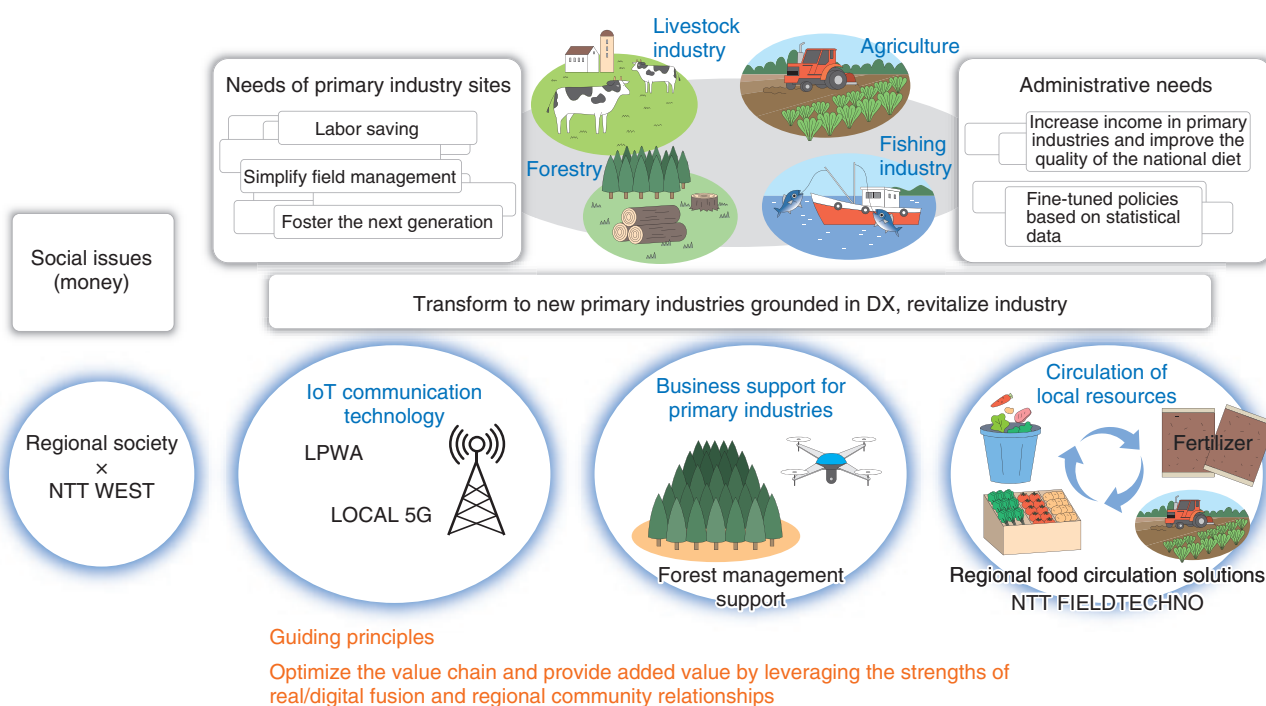 Livestock
industry
Agriculture
Needs of primary industry sites
Labor saving
Simplify field management
Foster the next generation
Forestry
Fishing
industry
Administrative needs
Increase income in primary
industries and improve the
quality of the national diet
Fine-tuned policies
based on statistical
data
Social issues
(money)
Transform to new primary industries grounded in DX, revitalize industry
Regional society
×
NTT WEST
IoT communication
technology
LPWA
LOCAL 5G
Business support for
primary industries
Forest management
support
Circulation of
local resources
Fertilizer
Regional food circulation solutions
NTT FIELDTECHNO
Guiding principles
Optimize the value chain and provide added value by leveraging the strengths of
real/digital fusion and regional community relationships